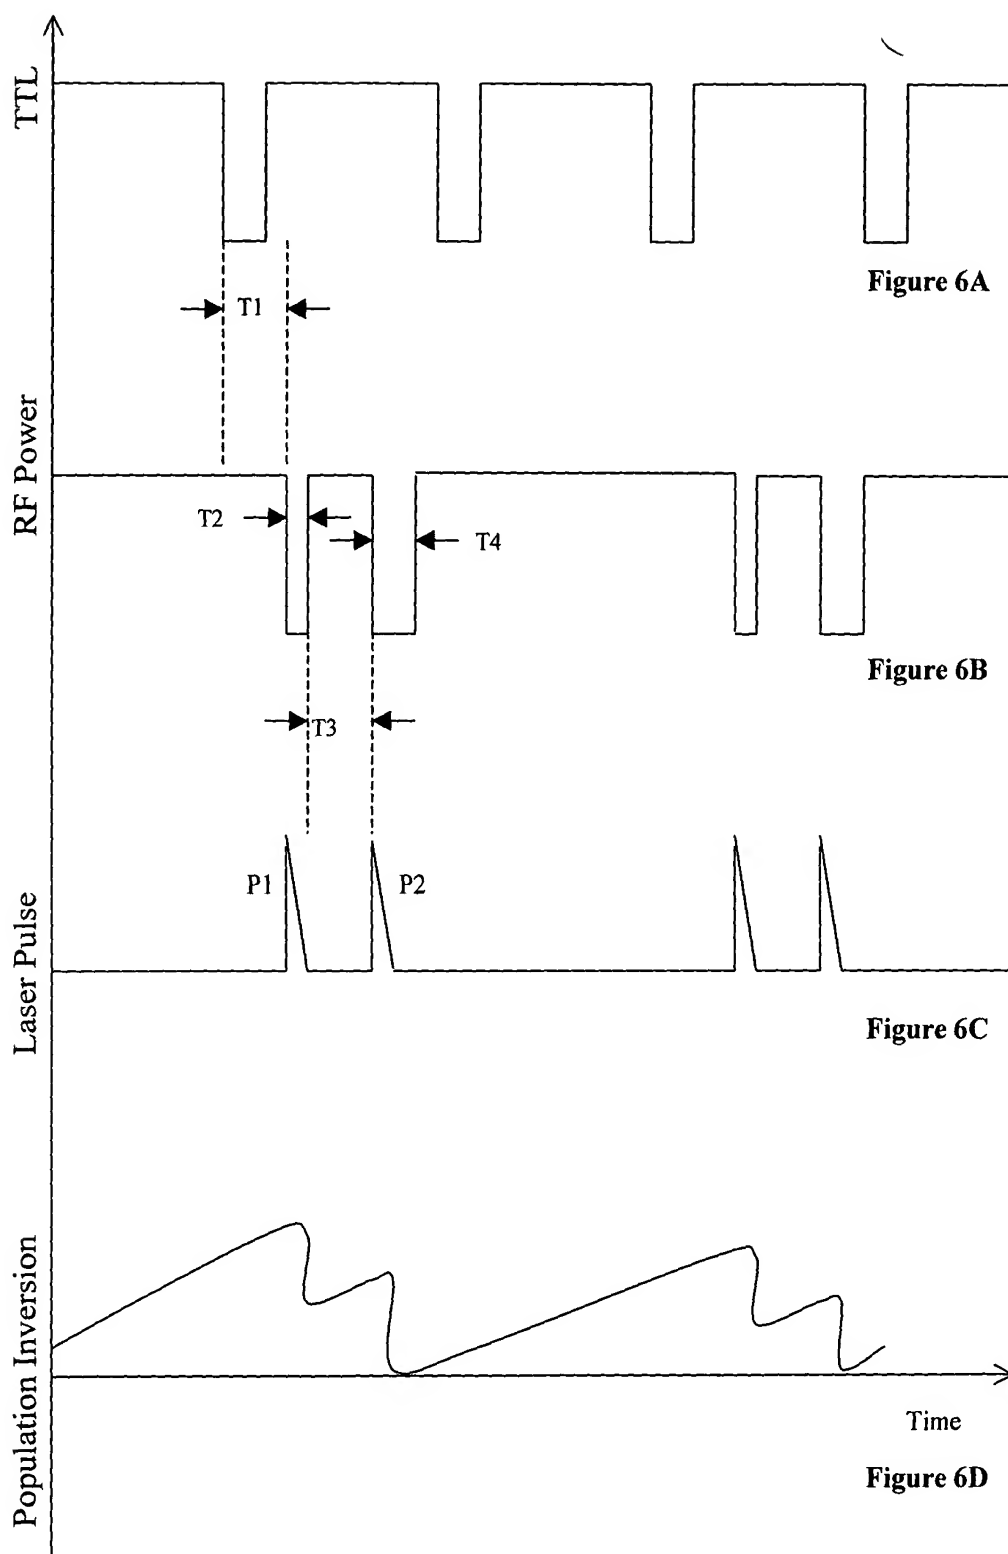 TTL
Figure 6A
T1
RF Power
T2
T4
Figure 6B
T3
P1
P2
Laser Pulse
Figure 6C
Population Inversion
Time
Figure 6D